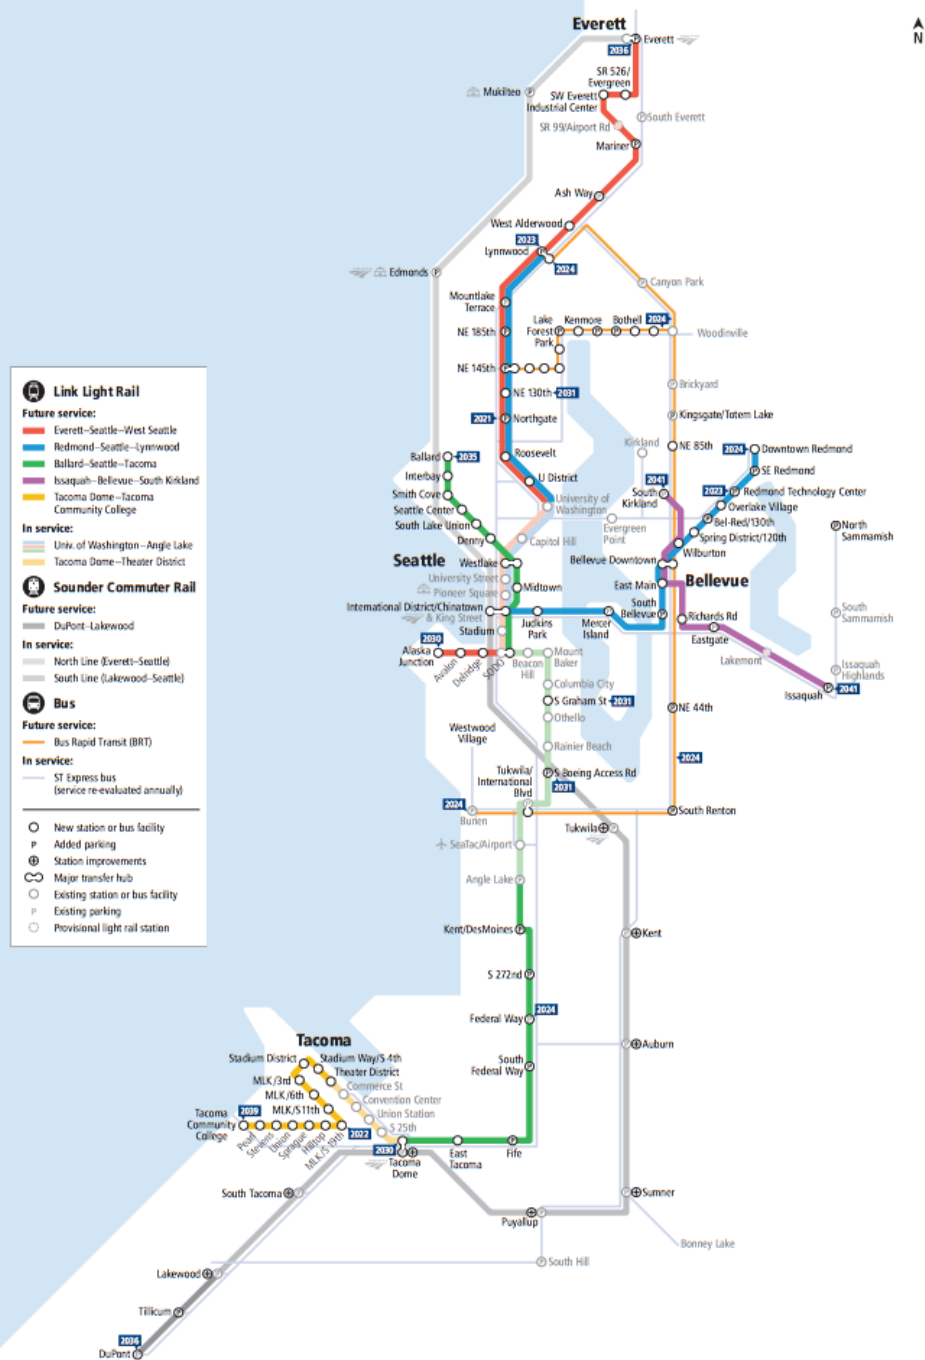 Everett
N
Everett
2036
SR 526/
Evergreen
SW Everett
Industrial Center
Mukilteo
South Everett
SR 99/Airport Rd
Mariner
Ash Way
West Alderwood
2023
Lynnwood
2024
Edmonds
Canyon Park
Mountlake
Terrace
Lake
Forest
Park
Kenmore
Bothell
2024
NE 185th
Woodinville
NE 145th
Brickyard
NE 130th
2031
2021
Northgate
Kingsgate/Totem Lake
Kirkland
NE 85th
2024
Downtown Redmond
Ballard
2035
Roosevelt
SE Redmond
Interbay
U District
2041
2023
Redmond Technology Center
Smith Cove
University of
Washington
South
Kirkland
Overlake Village
Seattle Center
Bel-Red/130th
North
Sammamish
South Lake Union
Evergreen
Point
Spring District/120th
Denny
Capitol Hill
Wilburton
Seattle
Westlake
Bellevue Downtown
Bellevue
University Street
Midtown
East Main
Pioneer Square
International District/Chinatown
& King Street
Judkins
Park
Mercer
Island
South
Bellevue
Richards Rd
South
Sammamish
Stadium
Eastgate
2030
Alaska
Junction
Avalon
Delridge
SODO
Beacon
Hill
Mount
Baker
Lakemont
Issaquah
Highlands
Columbia City
Issaquah
2041
S Graham St
2031
NE 44th
Othello
Westwood
Village
Rainier Beach
2024
Tukwila/
International
Blvd
S Boeing Access Rd
2031
2024
Burien
South Renton
Tukwila
SeaTac/Airport
Angle Lake
Kent/DesMoines
Kent
S 272nd
2024
Federal Way
Auburn
South
Federal Way
Tacoma
Stadium District
Stadium Way/S 4th
Theater District
MLK/3rd
Commerce St
MLK/6th
Convention Center
MLK/S11th
Union Station
2039
Tacoma
Community
College
S 25th
2022
Pearl
Stevens
Union
Sprague
Hilltop
MLK/S 19th
2030
Tacoma
Dome
East
Tacoma
Fife
South Tacoma
Sumner
Puyallup
Bonney Lake
South Hill
Lakewood
Tillicum
2036
DuPont
Link Light Rail
Future service:
Everett–Seattle–West Seattle
Redmond–Seattle–Lynnwood
Ballard–Seattle–Tacoma
Issaquah–Bellevue–South Kirkland
Tacoma Dome–Tacoma
Community College
In service:
Univ. of Washington–Angle Lake
Tacoma Dome–Theater District
Sounder Commuter Rail
Future service:
DuPont–Lakewood
In service:
North Line (Everett–Seattle)
South Line (Lakewood–Seattle)
Bus
Future service:
Bus Rapid Transit (BRT)
In service:
ST Express bus
(service re-evaluated annually)
New station or bus facility
P Added parking
Station improvements
Major transfer hub
Existing station or bus facility
P Existing parking
Provisional light rail station